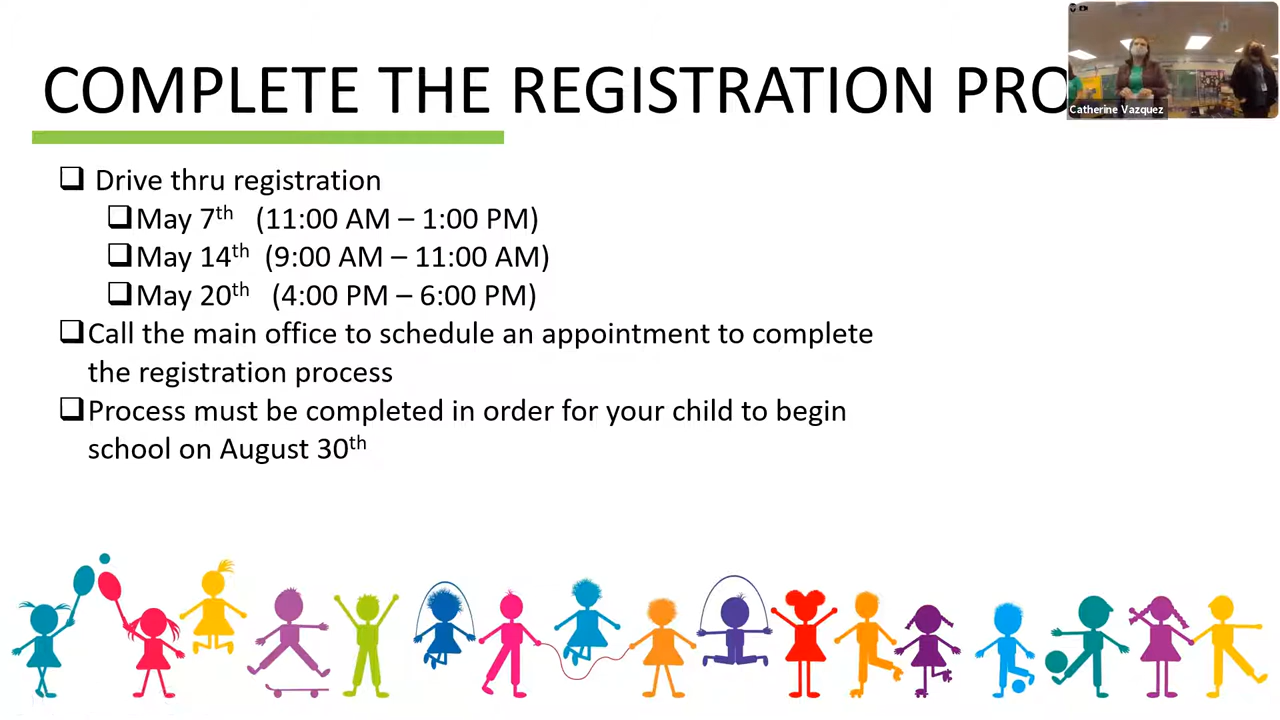 COMPLETE THE REGISTRATION PRO
Catherine Vazquez
❑ Drive thru registration
❑May 7th (11:00 AM – 1:00 PM)
❑May 14th (9:00 AM – 11:00 AM)
❑May 20th (4:00 PM – 6:00 PM)
❑Call the main office to schedule an appointment to complete
the registration process
❑Process must be completed in order for your child to begin
school on August 30th